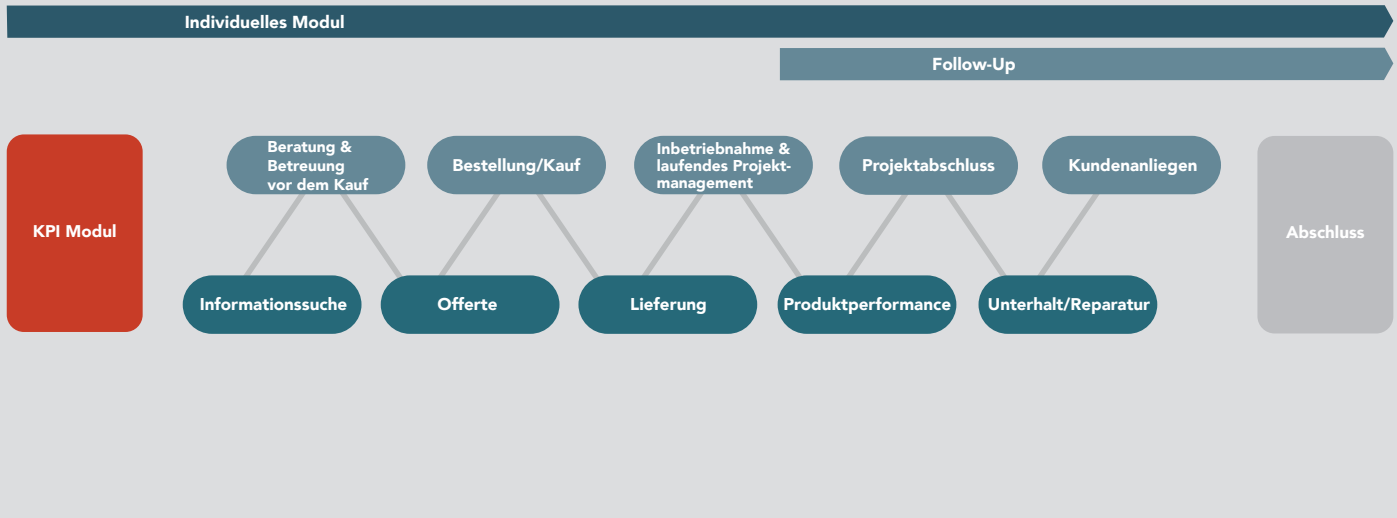 Individuelles Modul
Follow-Up
KPI Modul
Beratung &
Betreuung
vor dem Kauf
Bestellung/Kauf
Inbetriebnahme &
laufendes Projekt-
management
Projektabschluss
Kundenanliegen
Abschluss
Informationssuche
Offerte
Lieferung
Produktperformance
Unterhalt/Reparatur